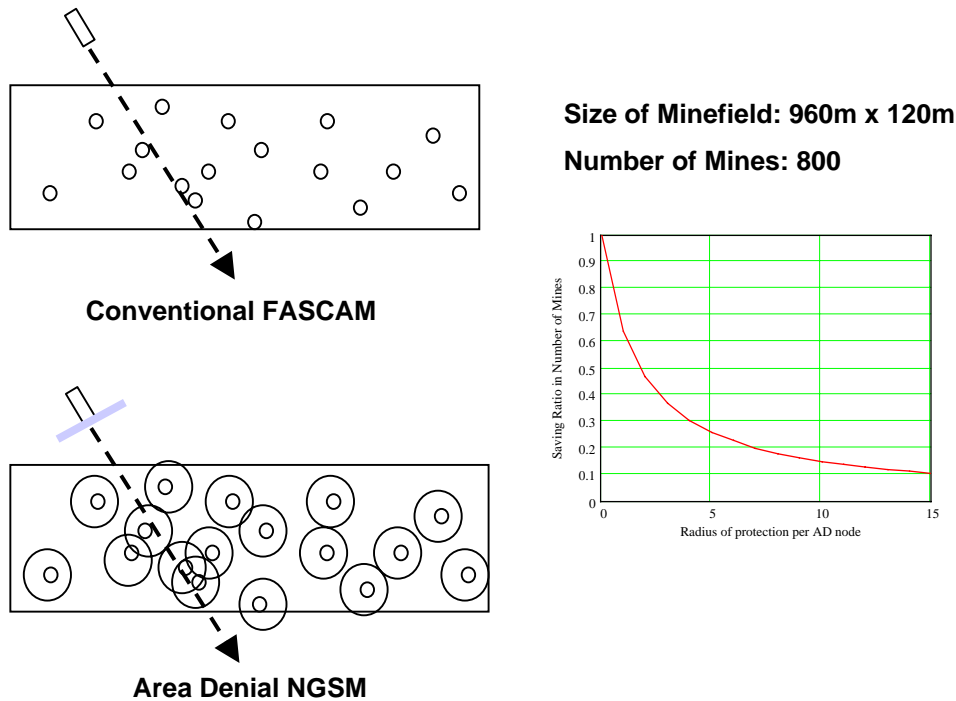 Conventional FASCAM
Area Denial NGSM
Size of Minefield: 960m x 120m
Number of Mines: 800
Saving Ratio in Number of Mines
1
0.9
0.8
0.7
0.6
0.5
0.4
0.3
0.2
0.1
0
0 5 10 15
Radius of protection per AD node